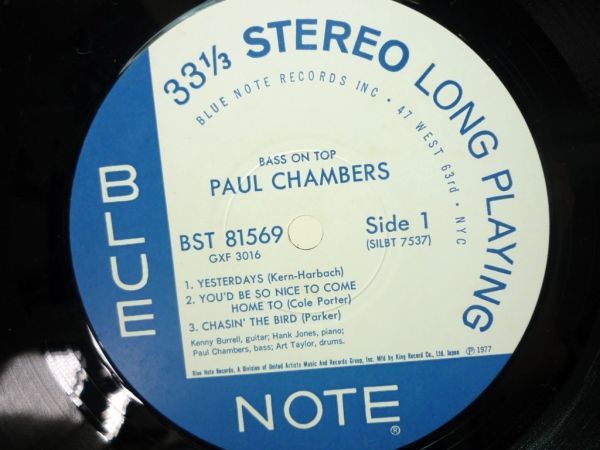 33⅓ STEREO LONG PLAYING
BLUE NOTE RECORDS INC • 47 WEST 63rd • NYC
BASS ON TOP
PAUL CHAMBERS
BST 81569
GXF 3016
Side 1
(SILBT 7537)
1. YESTERDAYS (Kern-Harbach)
2. YOU'D BE SO NICE TO COME
HOME TO (Cole Porter)
3. CHASIN' THE BIRD (Parker)
Kenny Burrell, guitar; Hank Jones, piano;
Paul Chambers, bass; Art Taylor, drums.
Blue Note Records, A Division of United Artists Music And Records Group, Inc. Mfd by King Record Co., Ltd, Japan ℗ 1977
BLUE
NOTE®